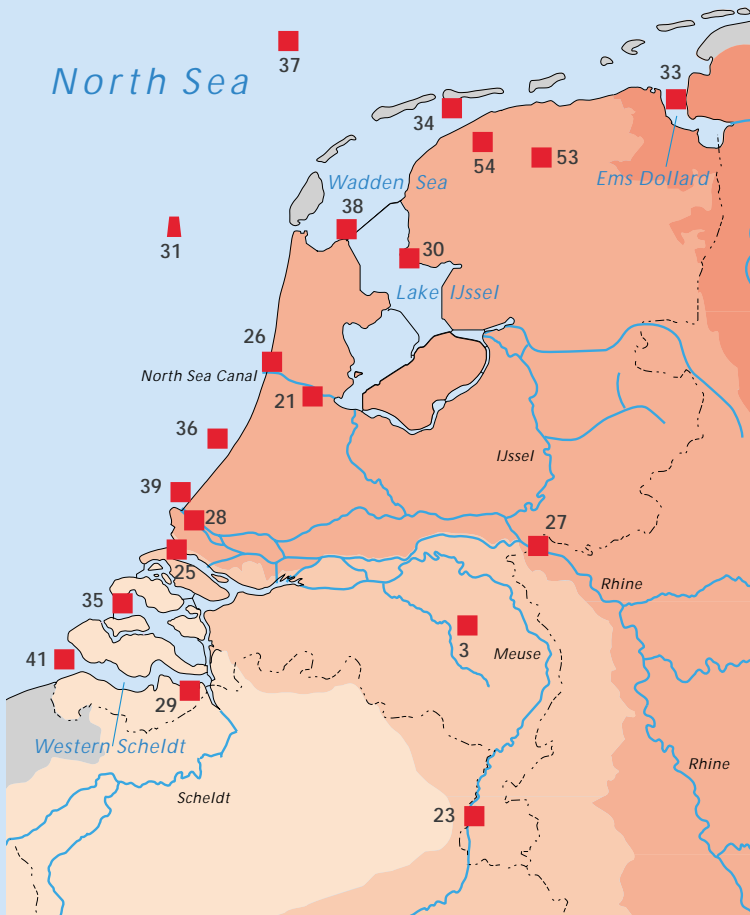 37
North Sea
33
34
54
53
Ems Dollard
Wadden Sea
38
31
30
Lake IJssel
26
North Sea Canal
21
36
IJssel
39
28
27
25
Rhine
35
3
Meuse
41
29
Western Scheldt
Rhine
Scheldt
23